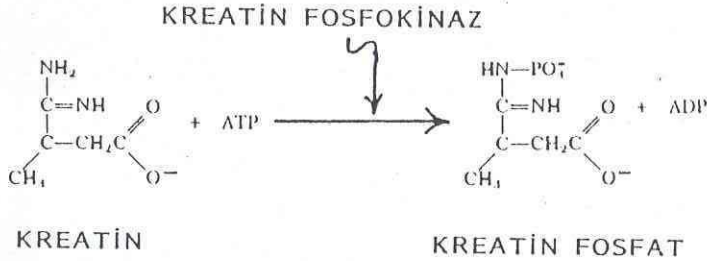 KREATİN FOSFOKİNAZ
NH₂
C=NH
O
C—CH₂C
CH₃
O—
+ ATP
HN—PO₃⁻
C=NH
O
C—CH₂C
CH₃
O—
+ ADP
KREATİN
KREATİN FOSFAT